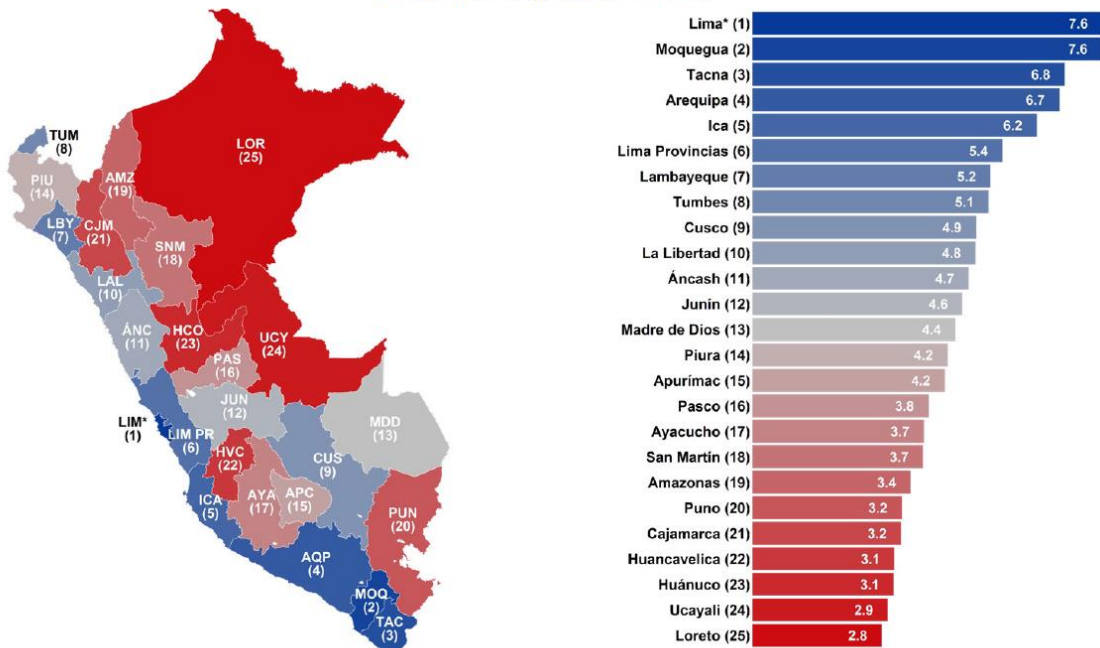 TUM
(8)
LOR
(25)
PIU
(14)
AMZ
(19)
LBY
(7)
CJM
(21)
SNM
(18)
LAL
(10)
ÁNC
(11)
HCO
(23)
UCY
(24)
PAS
(16)
JUN
(12)
LIM*
(1)
LIM PR
(6)
MDD
(13)
HVC
(22)
CUS
(9)
ICA
(5)
AYA
(17)
APC
(15)
PUN
(20)
AQP
(4)
MOQ
(2)
TAC
(3)
Lima* (1) 7.6
Moquegua (2) 7.6
Tacna (3) 6.8
Arequipa (4) 6.7
Ica (5) 6.2
Lima Provincias (6) 5.4
Lambayeque (7) 5.2
Tumbes (8) 5.1
Cusco (9) 4.9
La Libertad (10) 4.8
Áncash (11) 4.7
Junín (12) 4.6
Madre de Dios (13) 4.4
Piura (14) 4.2
Apurímac (15) 4.2
Pasco (16) 3.8
Ayacucho (17) 3.7
San Martín (18) 3.7
Amazonas (19) 3.4
Puno (20) 3.2
Cajamarca (21) 3.2
Huancavelica (22) 3.1
Huánuco (23) 3.1
Ucayali (24) 2.9
Loreto (25) 2.8